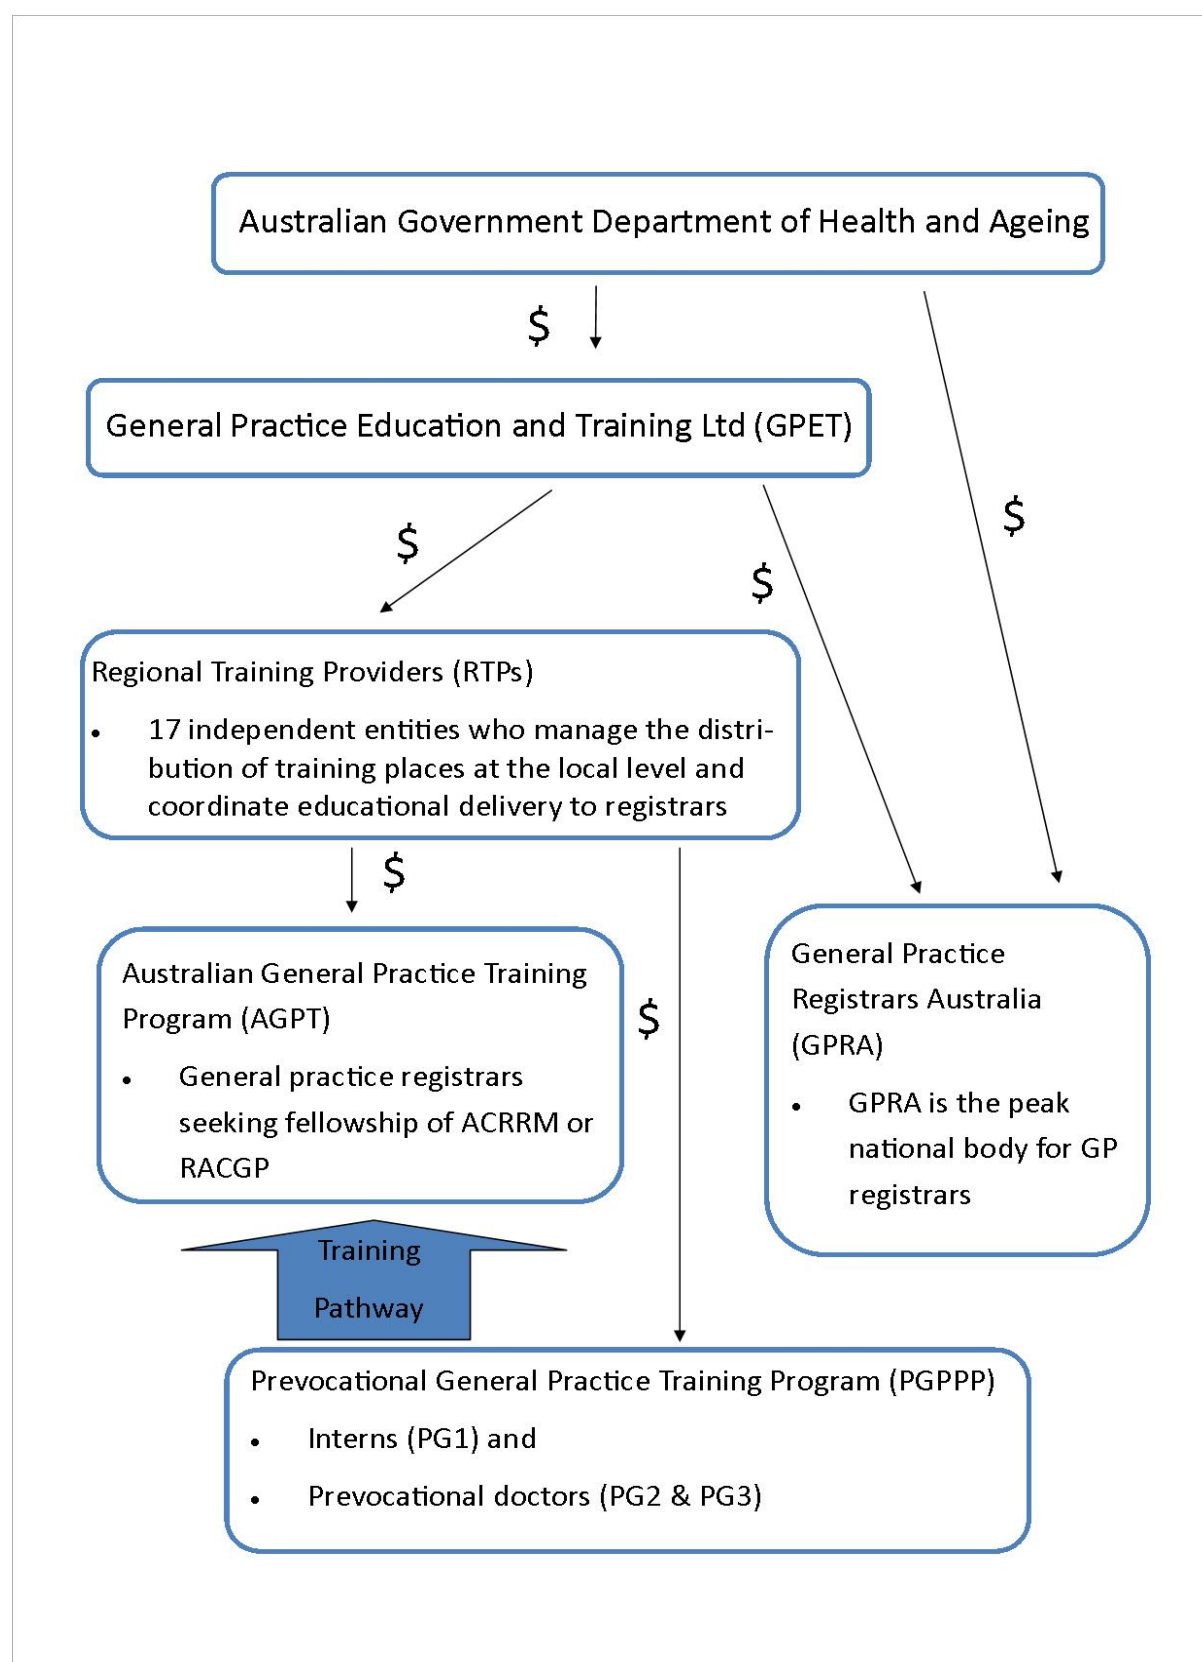 Australian Government Department of Health and Ageing
$
General Practice Education and Training Ltd (GPET)
$
$
$
Regional Training Providers (RTPs)
• 17 independent entities who manage the distri-
bution of training places at the local level and
coordinate educational delivery to registrars
$
Australian General Practice Training
Program (AGPT)
• General practice registrars
seeking fellowship of ACRRM or
RACGP
$
General Practice
Registrars Australia
(GPRA)
• GPRA is the peak
national body for GP
registrars
Training
Pathway
Prevocational General Practice Training Program (PGPPP)
• Interns (PG1) and
• Prevocational doctors (PG2 & PG3)